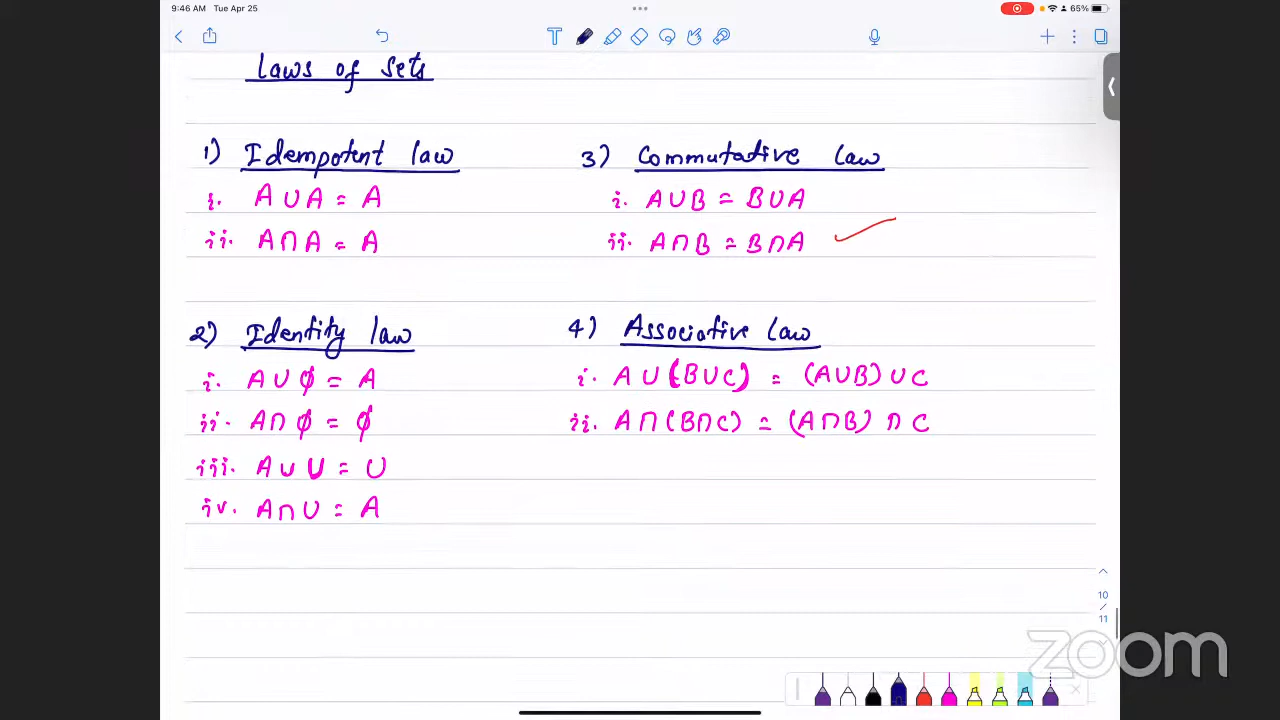 9:46 AM Tue Apr 25
65%
Laws of Sets
1) Idempotent law
i. A∪A = A
ii. A∩A = A
2) Identity law
i. A∪ϕ = A
ii. A∩ϕ = ϕ
iii. A∪U = U
iv. A∩U = A
3) Commutative law
i. A∪B = B∪A
ii. A∩B = B∩A
4) Associative law
i. A∪(B∪C) = (A∪B)∪C
ii. A∩(B∩C) = (A∩B)∩C
10
/
11
zoom